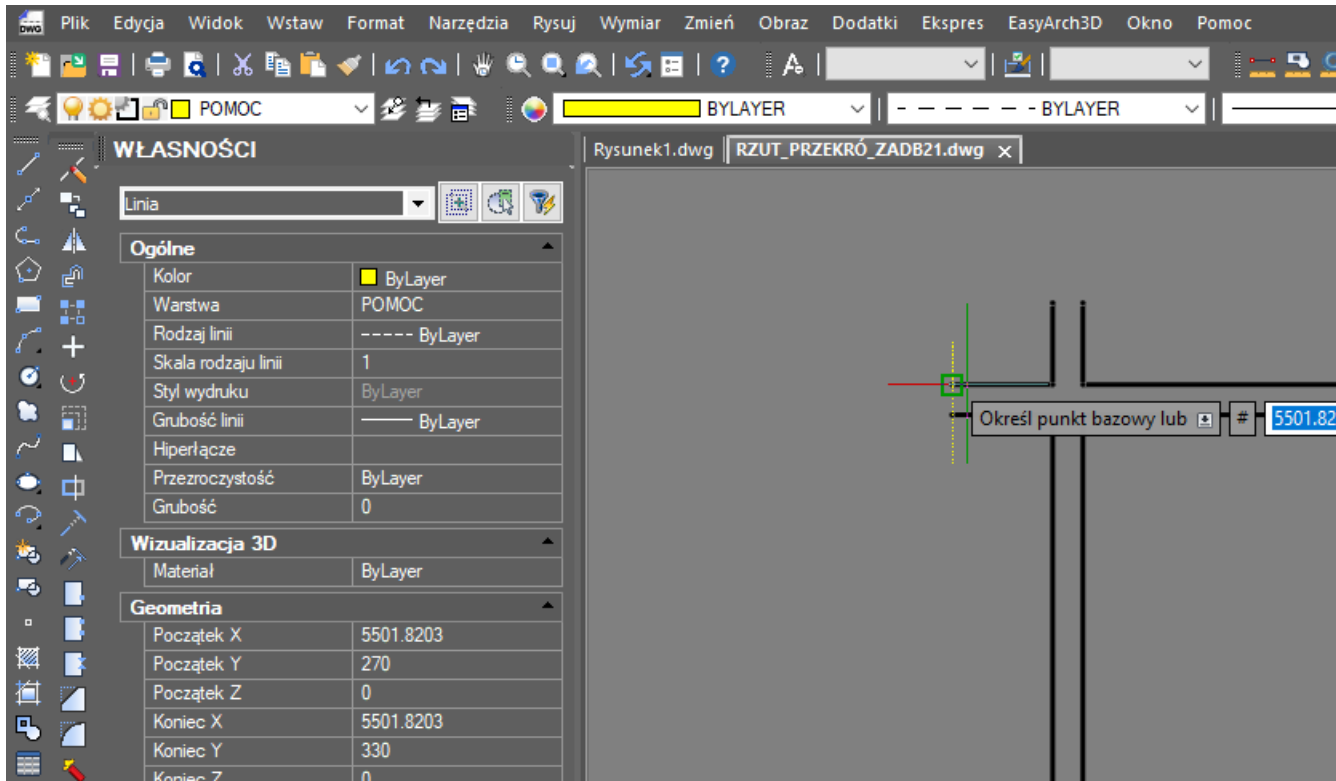 DWG Plik Edycja Widok Wstaw Format Narzędzia Rysuj Wymiar Zmień Obraz Dodatki Ekspres EasyArch3D Okno Pomoc
POMOC BYLAYER BYLAYER
WŁASNOŚCI
Rysunek1.dwg RZUT_PRZEKRÓ_ZADB21.dwg
Linia
Ogólne
Kolor ByLayer
Warstwa POMOC
Rodzaj linii ByLayer
Skala rodzaju linii 1
Styl wydruku ByLayer
Grubość linii ByLayer
Hiperłącze
Przezroczystość ByLayer
Grubość 0
Wizualizacja 3D
Materiał ByLayer
Geometria
Początek X 5501.8203
Początek Y 270
Początek Z 0
Koniec X 5501.8203
Koniec Y 330
Koniec Z 0
Określ punkt bazowy lub # 5501.82